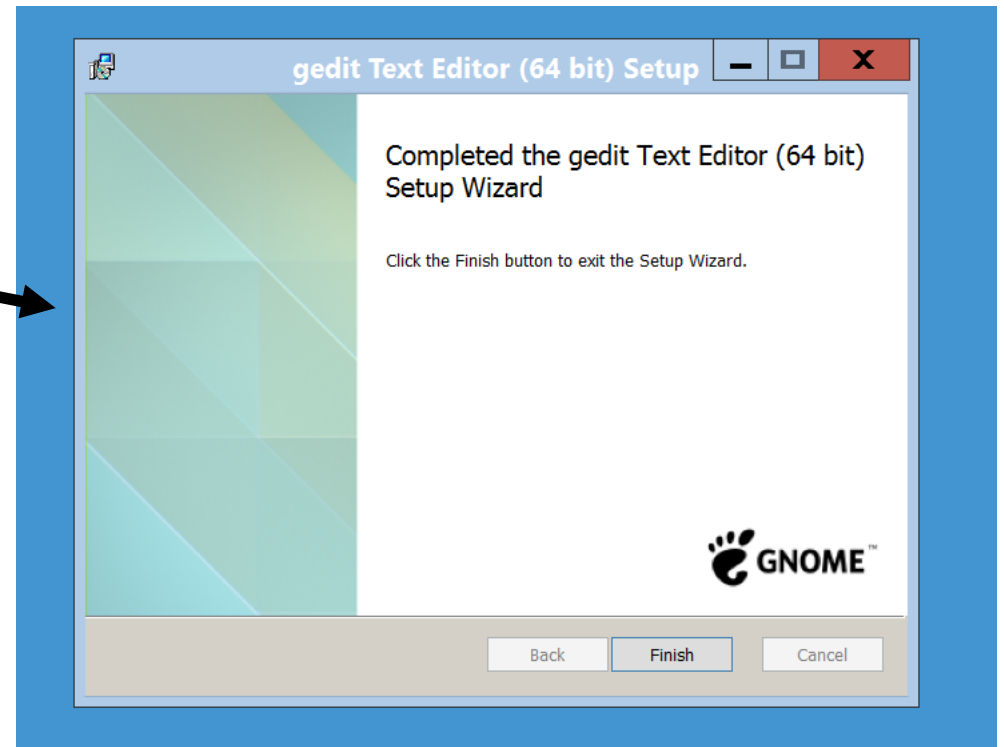 gedit Text Editor (64 bit) Setup
Completed the gedit Text Editor (64 bit)
Setup Wizard
Click the Finish button to exit the Setup Wizard.
GNOME™
Back Finish Cancel